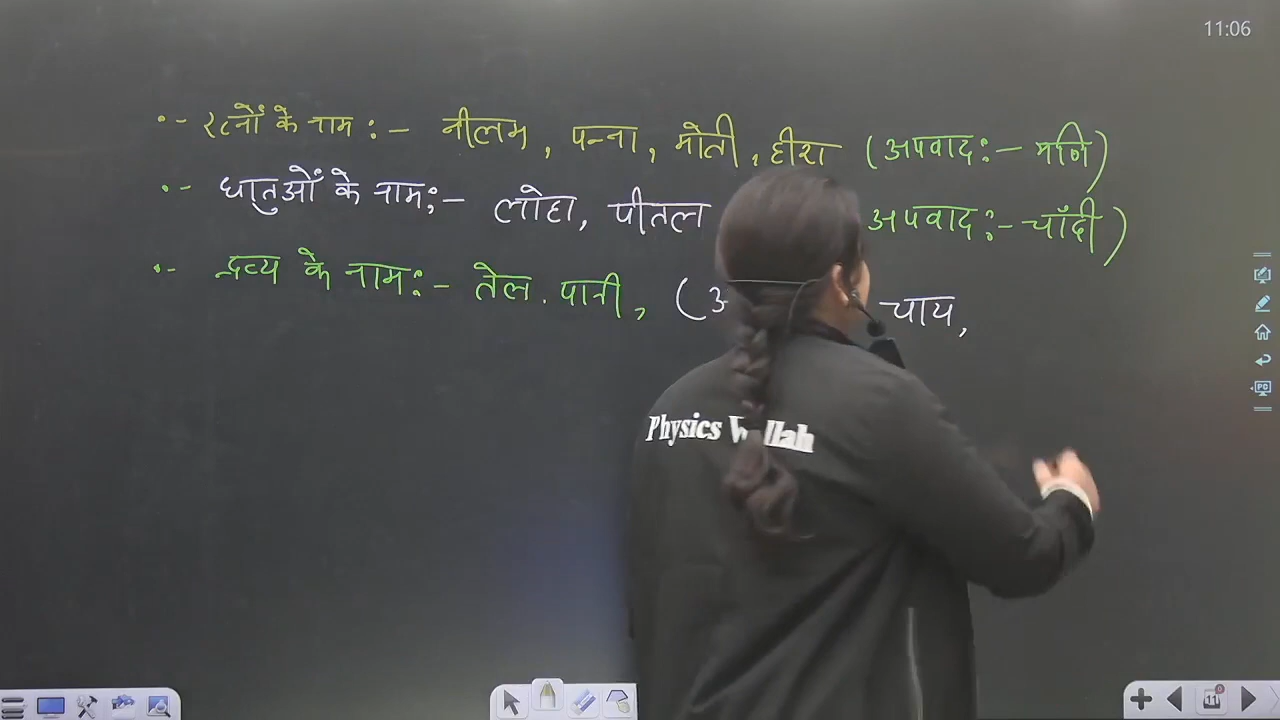 11:06
रत्नों के नाम :- नीलम, पन्ना, मोती, हीरा (अपवाद :- मणि)
धातुओं के नाम :- लोहा, पीतल अपवाद :- चाँदी)
द्रव्य के नाम :- तेल. पानी, ( चाय,
Physics